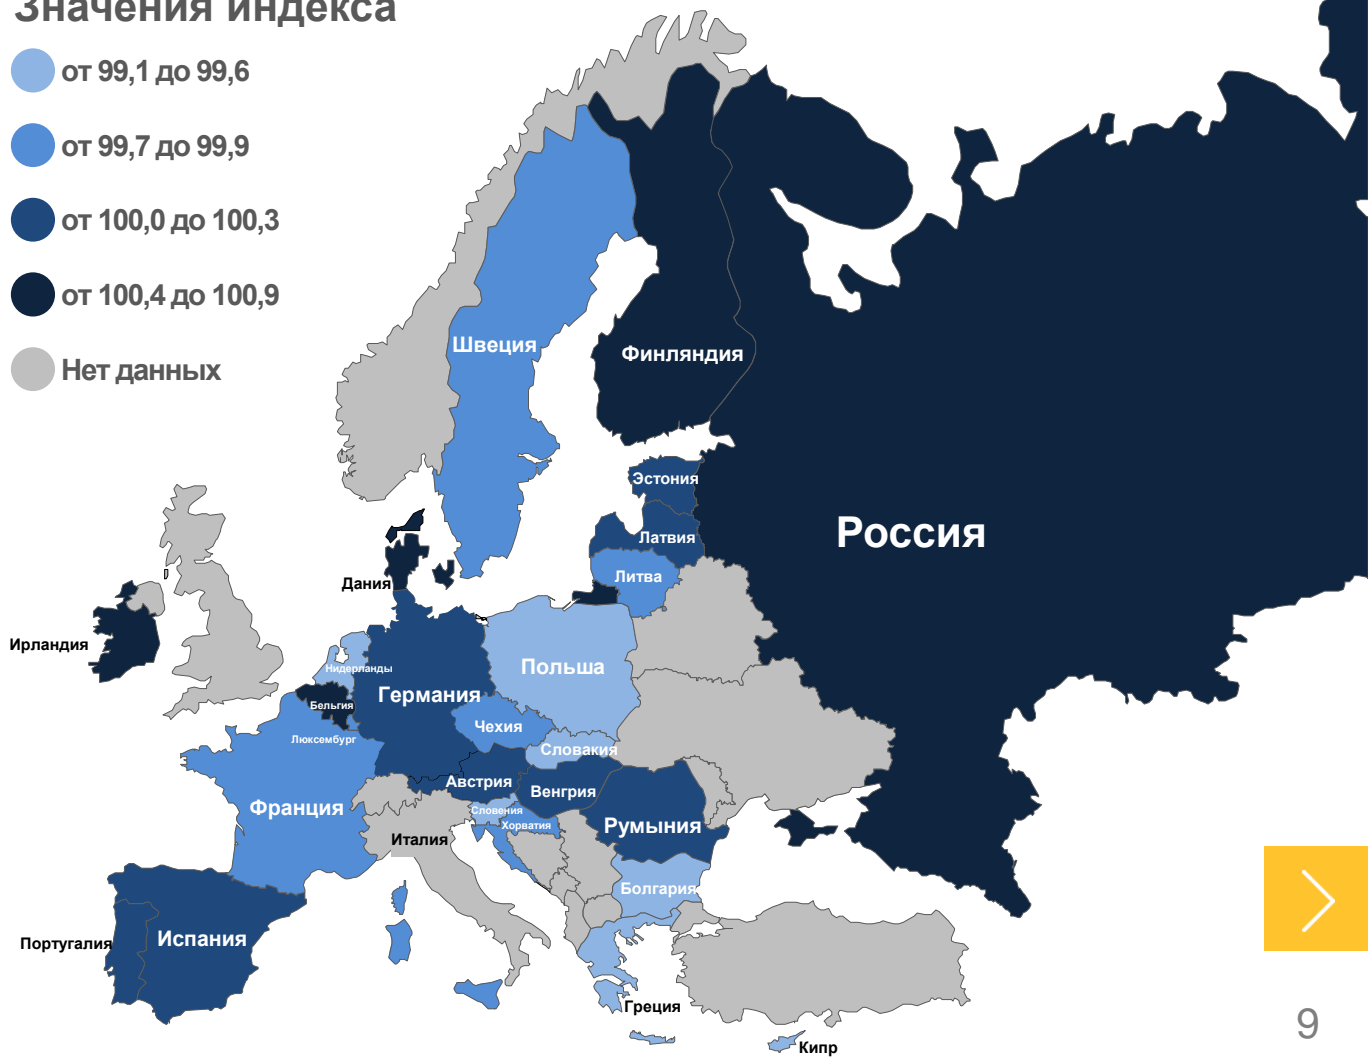 Значения индекса
от 99,1 до 99,6
от 99,7 до 99,9
от 100,0 до 100,3
от 100,4 до 100,9
Нет данных
Швеция
Финляндия
Эстония
Россия
Латвия
Литва
Дания
Ирландия
Нидерланды
Польша
Германия
Бельгия
Чехия
Люксембург
Словакия
Австрия
Венгрия
Франция
Словения
Хорватия
Румыния
Италия
Болгария
Португалия
Испания
Греция
Кипр
9